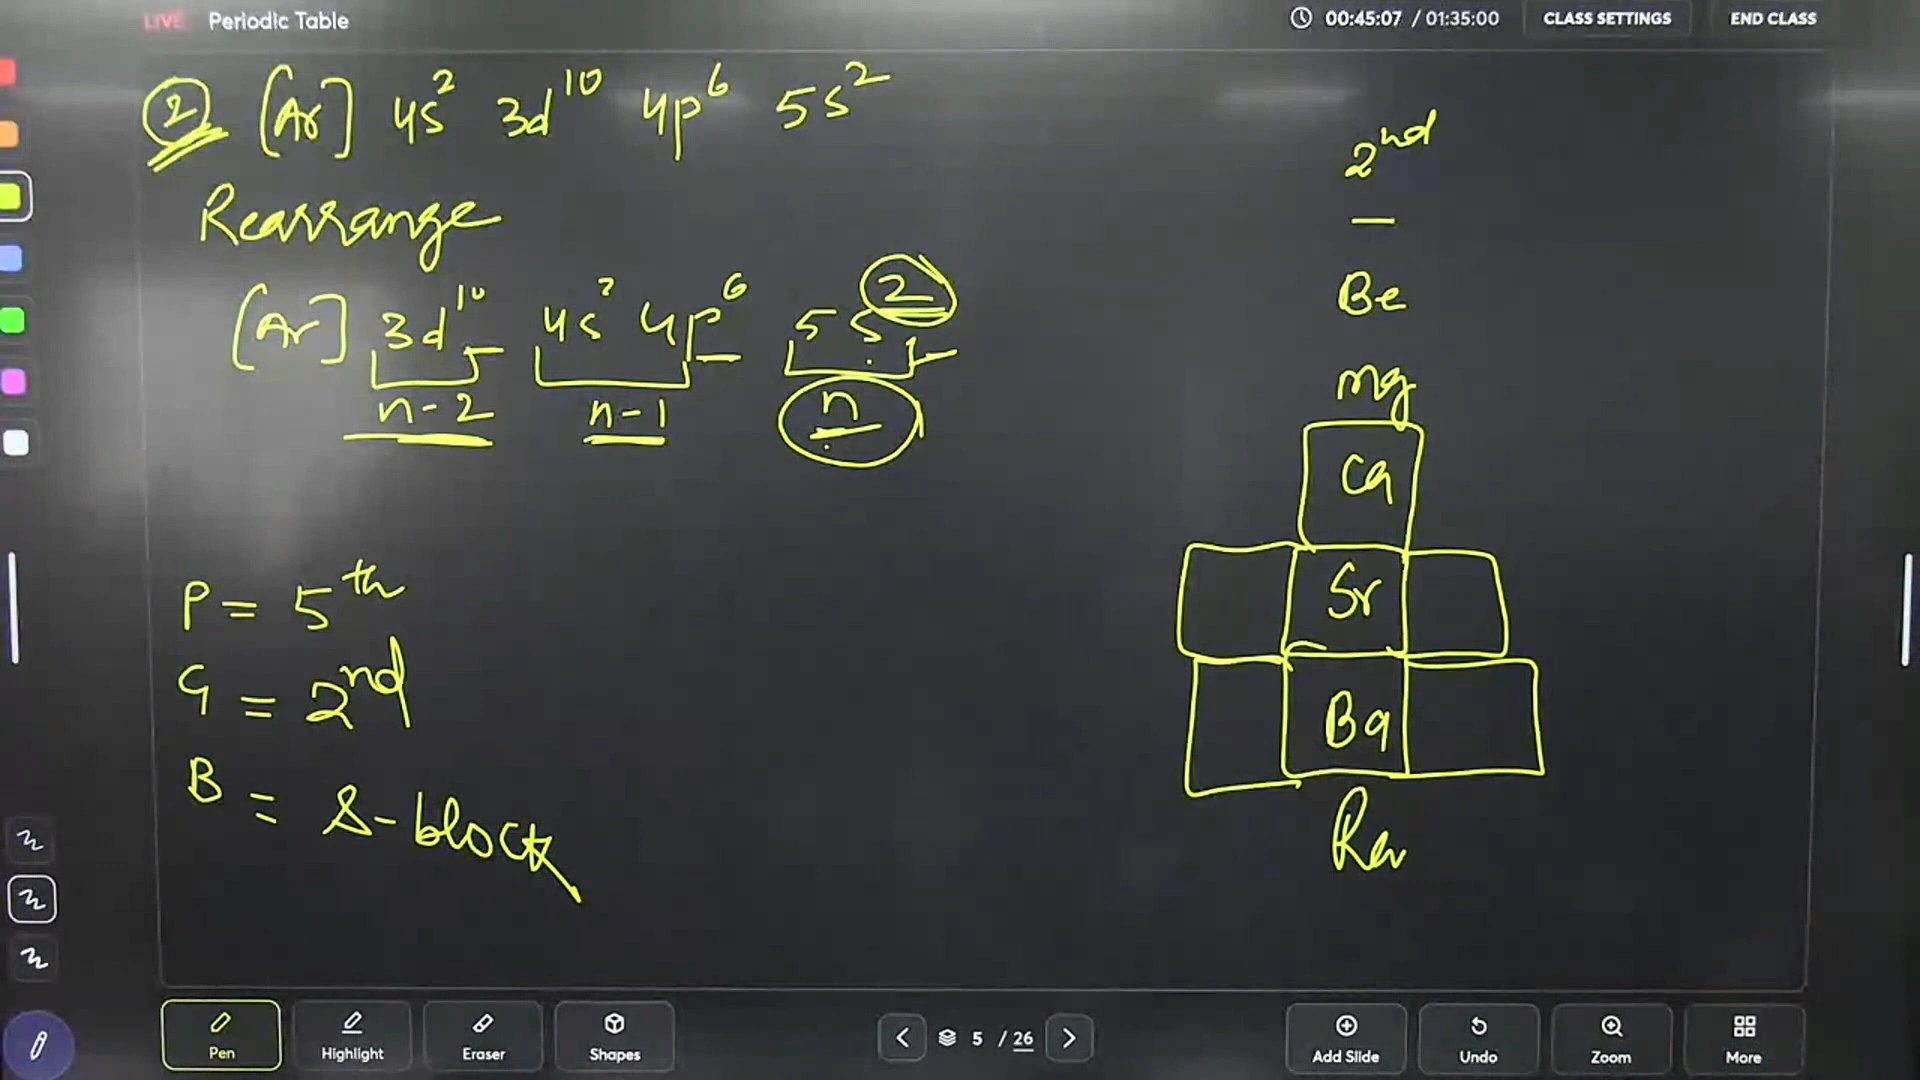 LIVE Periodic Table
00:45:07 / 01:35:00 CLASS SETTINGS END CLASS
2 [Ar] 4s² 3d¹⁰ 4p⁶ 5s²
Rearrange
[Ar] 3d¹⁰ 4s² 4p⁶ 5s²
n-2 n-1 n
P = 5th
G = 2nd
B = s-block
2nd
—
Be
Mg
Ca
Sr
Ba
Ra
Pen Highlight Eraser Shapes
5 / 26
Add Slide Undo Zoom More